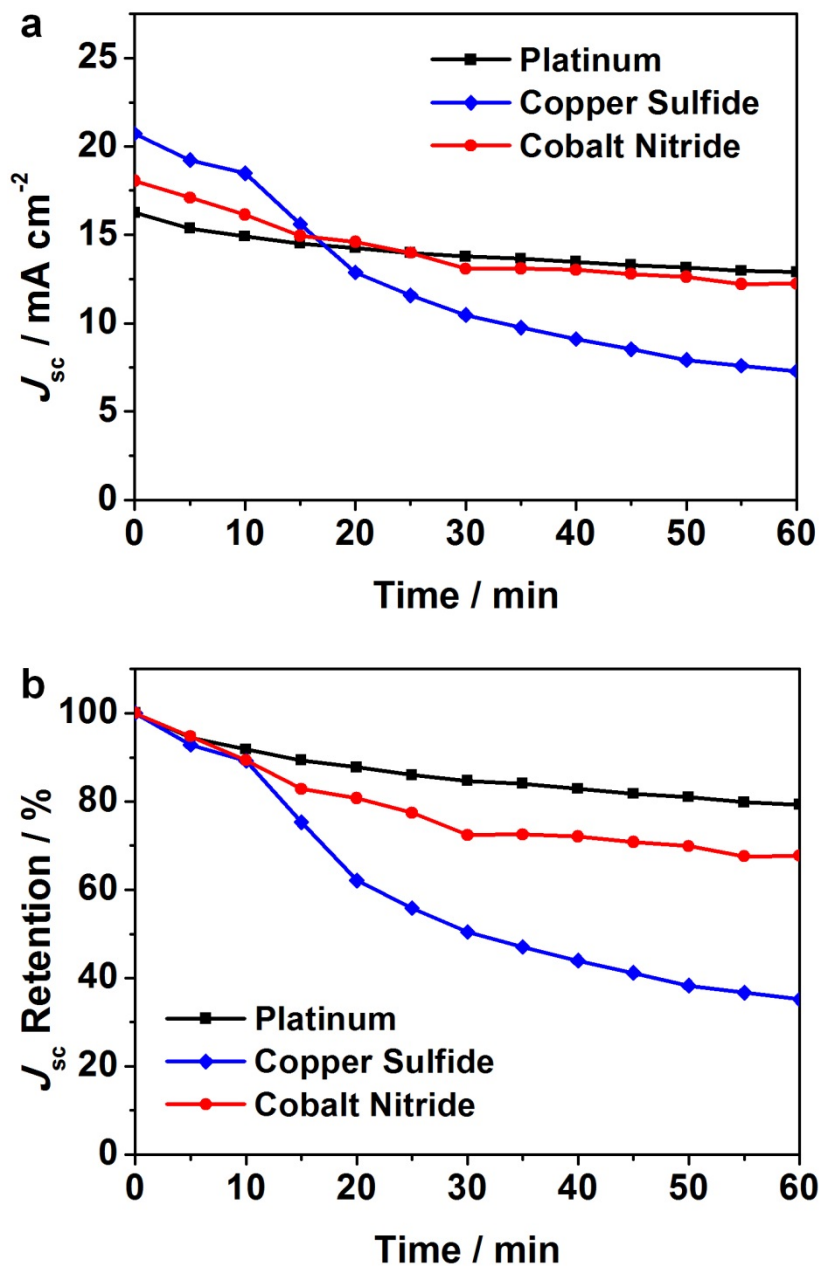 a
25
20
15
10
5
0
J_sc / mA cm^-2
Platinum
Copper Sulfide
Cobalt Nitride
0 10 20 30 40 50 60
Time / min
b
100
80
60
40
20
0
J_sc Retention / %
Platinum
Copper Sulfide
Cobalt Nitride
0 10 20 30 40 50 60
Time / min